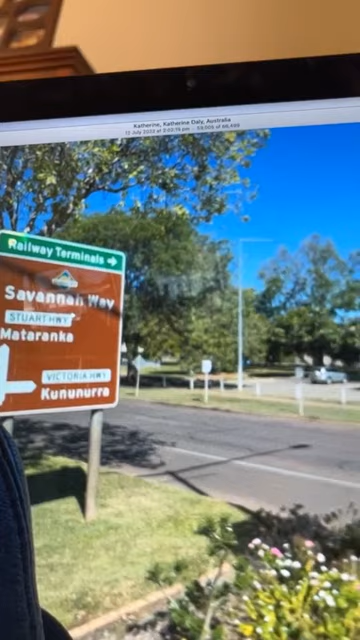 Katherine, Katherine Daly, Australia
Railway Terminals
Savannah Way
STUART HWY
Mataranka
VICTORIA HWY
Kununurra